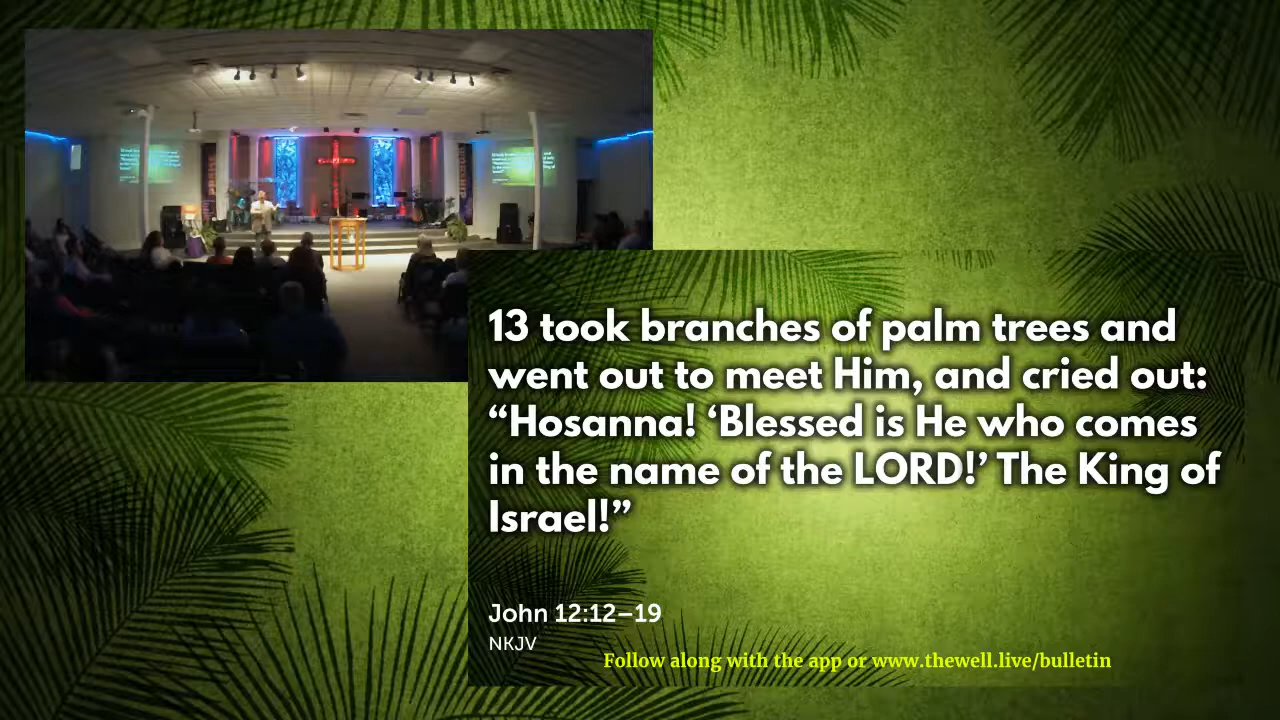 13 took branches of palm trees and
went out to meet Him, and cried out:
“Hosanna! ‘Blessed is He who comes
in the name of the LORD!’ The King of
Israel!”
John 12:12–19
NKJV
Follow along with the app or www.thewell.live/bulletin